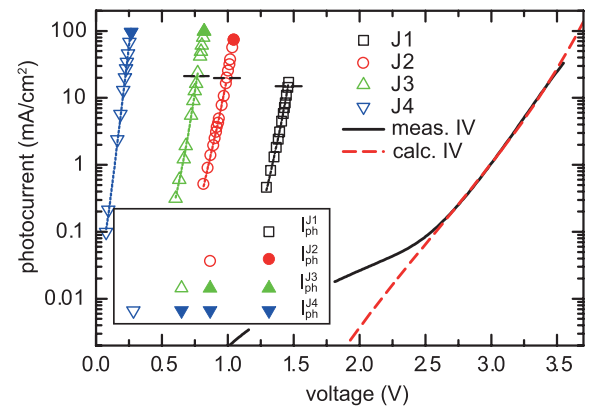 100
10
1
0.1
0.01
photocurrent (mA/cm²)
J1
J2
J3
J4
meas. IV
calc. IV
I_ph^J1
I_ph^J2
I_ph^J3
I_ph^J4
0.0 0.5 1.0 1.5 2.0 2.5 3.0 3.5
voltage (V)